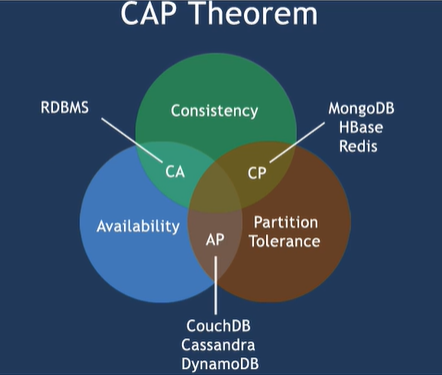 CAP Theorem
RDBMS
Consistency
MongoDB
HBase
Redis
CA
CP
Availability
Partition
Tolerance
AP
CouchDB
Cassandra
DynamoDB